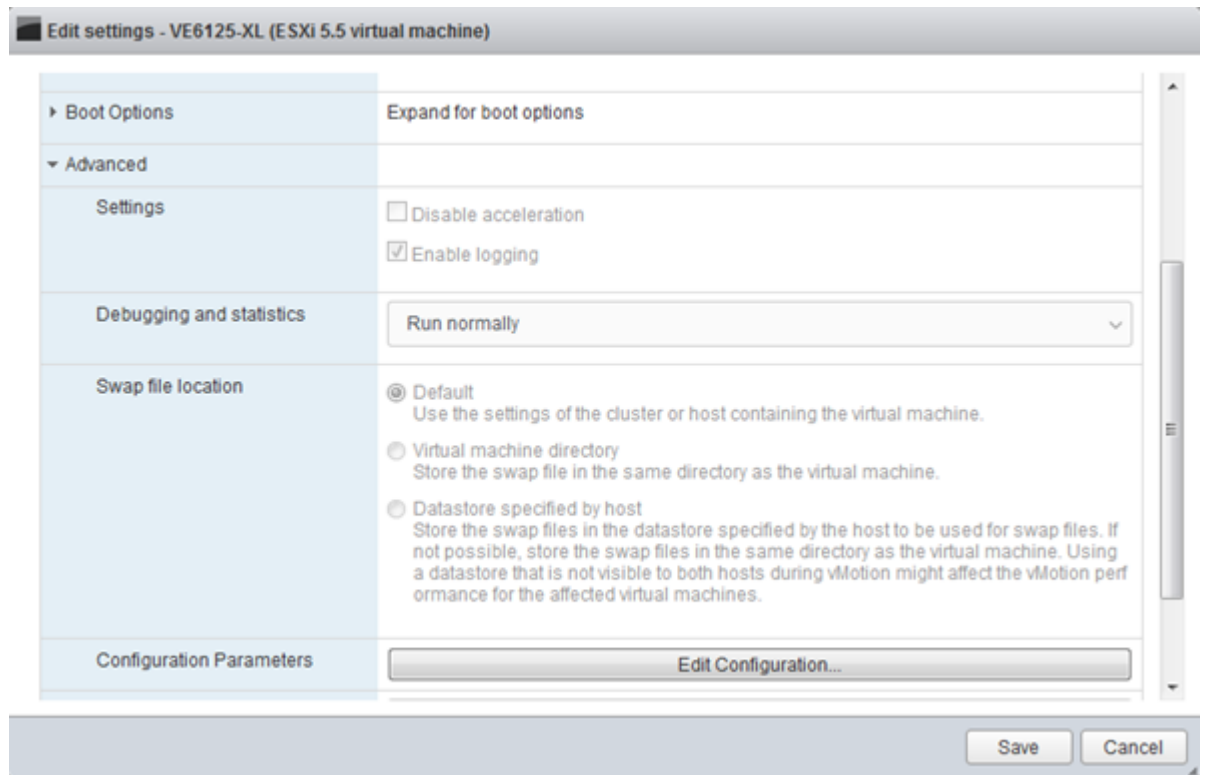 Edit settings - VE6125-XL (ESXi 5.5 virtual machine)
Boot Options
Expand for boot options
Advanced
Settings
Disable acceleration
Enable logging
Debugging and statistics
Run normally
Swap file location
Default
Use the settings of the cluster or host containing the virtual machine.
Virtual machine directory
Store the swap file in the same directory as the virtual machine.
Datastore specified by host
Store the swap files in the datastore specified by the host to be used for swap files. If
not possible, store the swap files in the same directory as the virtual machine. Using
a datastore that is not visible to both hosts during vMotion might affect the vMotion perf
ormance for the affected virtual machines.
Configuration Parameters
Edit Configuration...
Save
Cancel